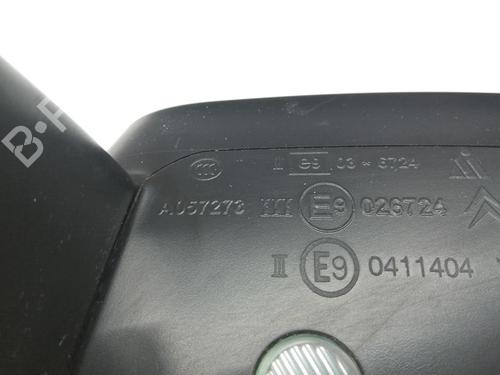 B-P
I e9 03*6724
A057273 III E9 026724
II E9 0411404